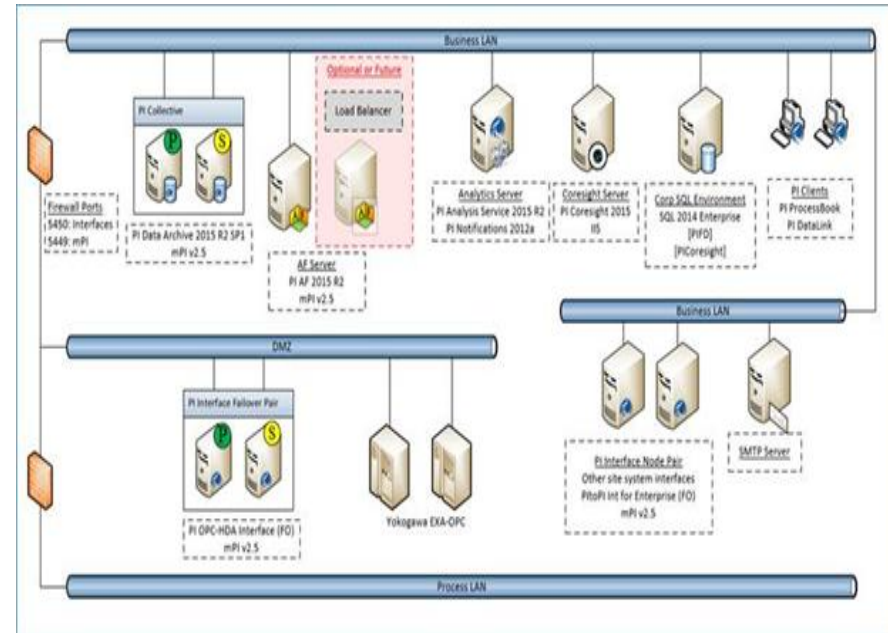 Business LAN
Optional or Future
Load Balancer
PI Collective
P
S
Firewall Ports
5450: Interfaces
5449: mPI
PI Data Archive 2015 R2 SP1
mPI v2.5
AF Server
PI AF 2015 R2
mPI v2.5
Analytics Server
PI Analysis Service 2015 R2
PI Notifications 2012a
Coresight Server
PI Coresight 2015
IIS
Corp SQL Environment
SQL 2014 Enterprise
[PIFD]
[PICoresight]
PI Clients
PI ProcessBook
PI DataLink
Business LAN
DMZ
PI Interface Failover Pair
P
S
PI OPC-HDA Interface (FO)
mPI v2.5
Yokogawa EXA-OPC
PI Interface Node Pair
Other site system interfaces
PItoPI Int for Enterprise (FO)
mPI v2.5
SMTP Server
Process LAN